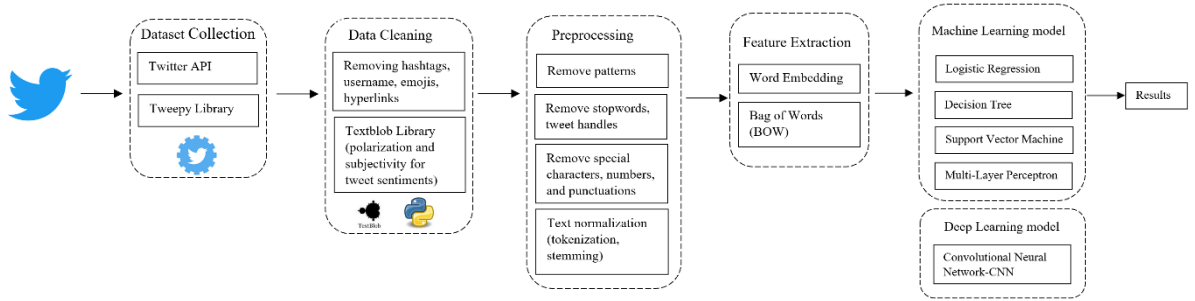 Dataset Collection
Twitter API
Tweepy Library
Data Cleaning
Removing hashtags,
username, emojis,
hyperlinks
Textblob Library
(polarization and
subjectivity for
tweet sentiments)
TextBlob
Preprocessing
Remove patterns
Remove stopwords,
tweet handles
Remove special
characters, numbers,
and punctuations
Text normalization
(tokenization,
stemming)
Feature Extraction
Word Embedding
Bag of Words
(BOW)
Machine Learning model
Logistic Regression
Decision Tree
Support Vector Machine
Multi-Layer Perceptron
Deep Learning model
Convolutional Neural
Network-CNN
Results